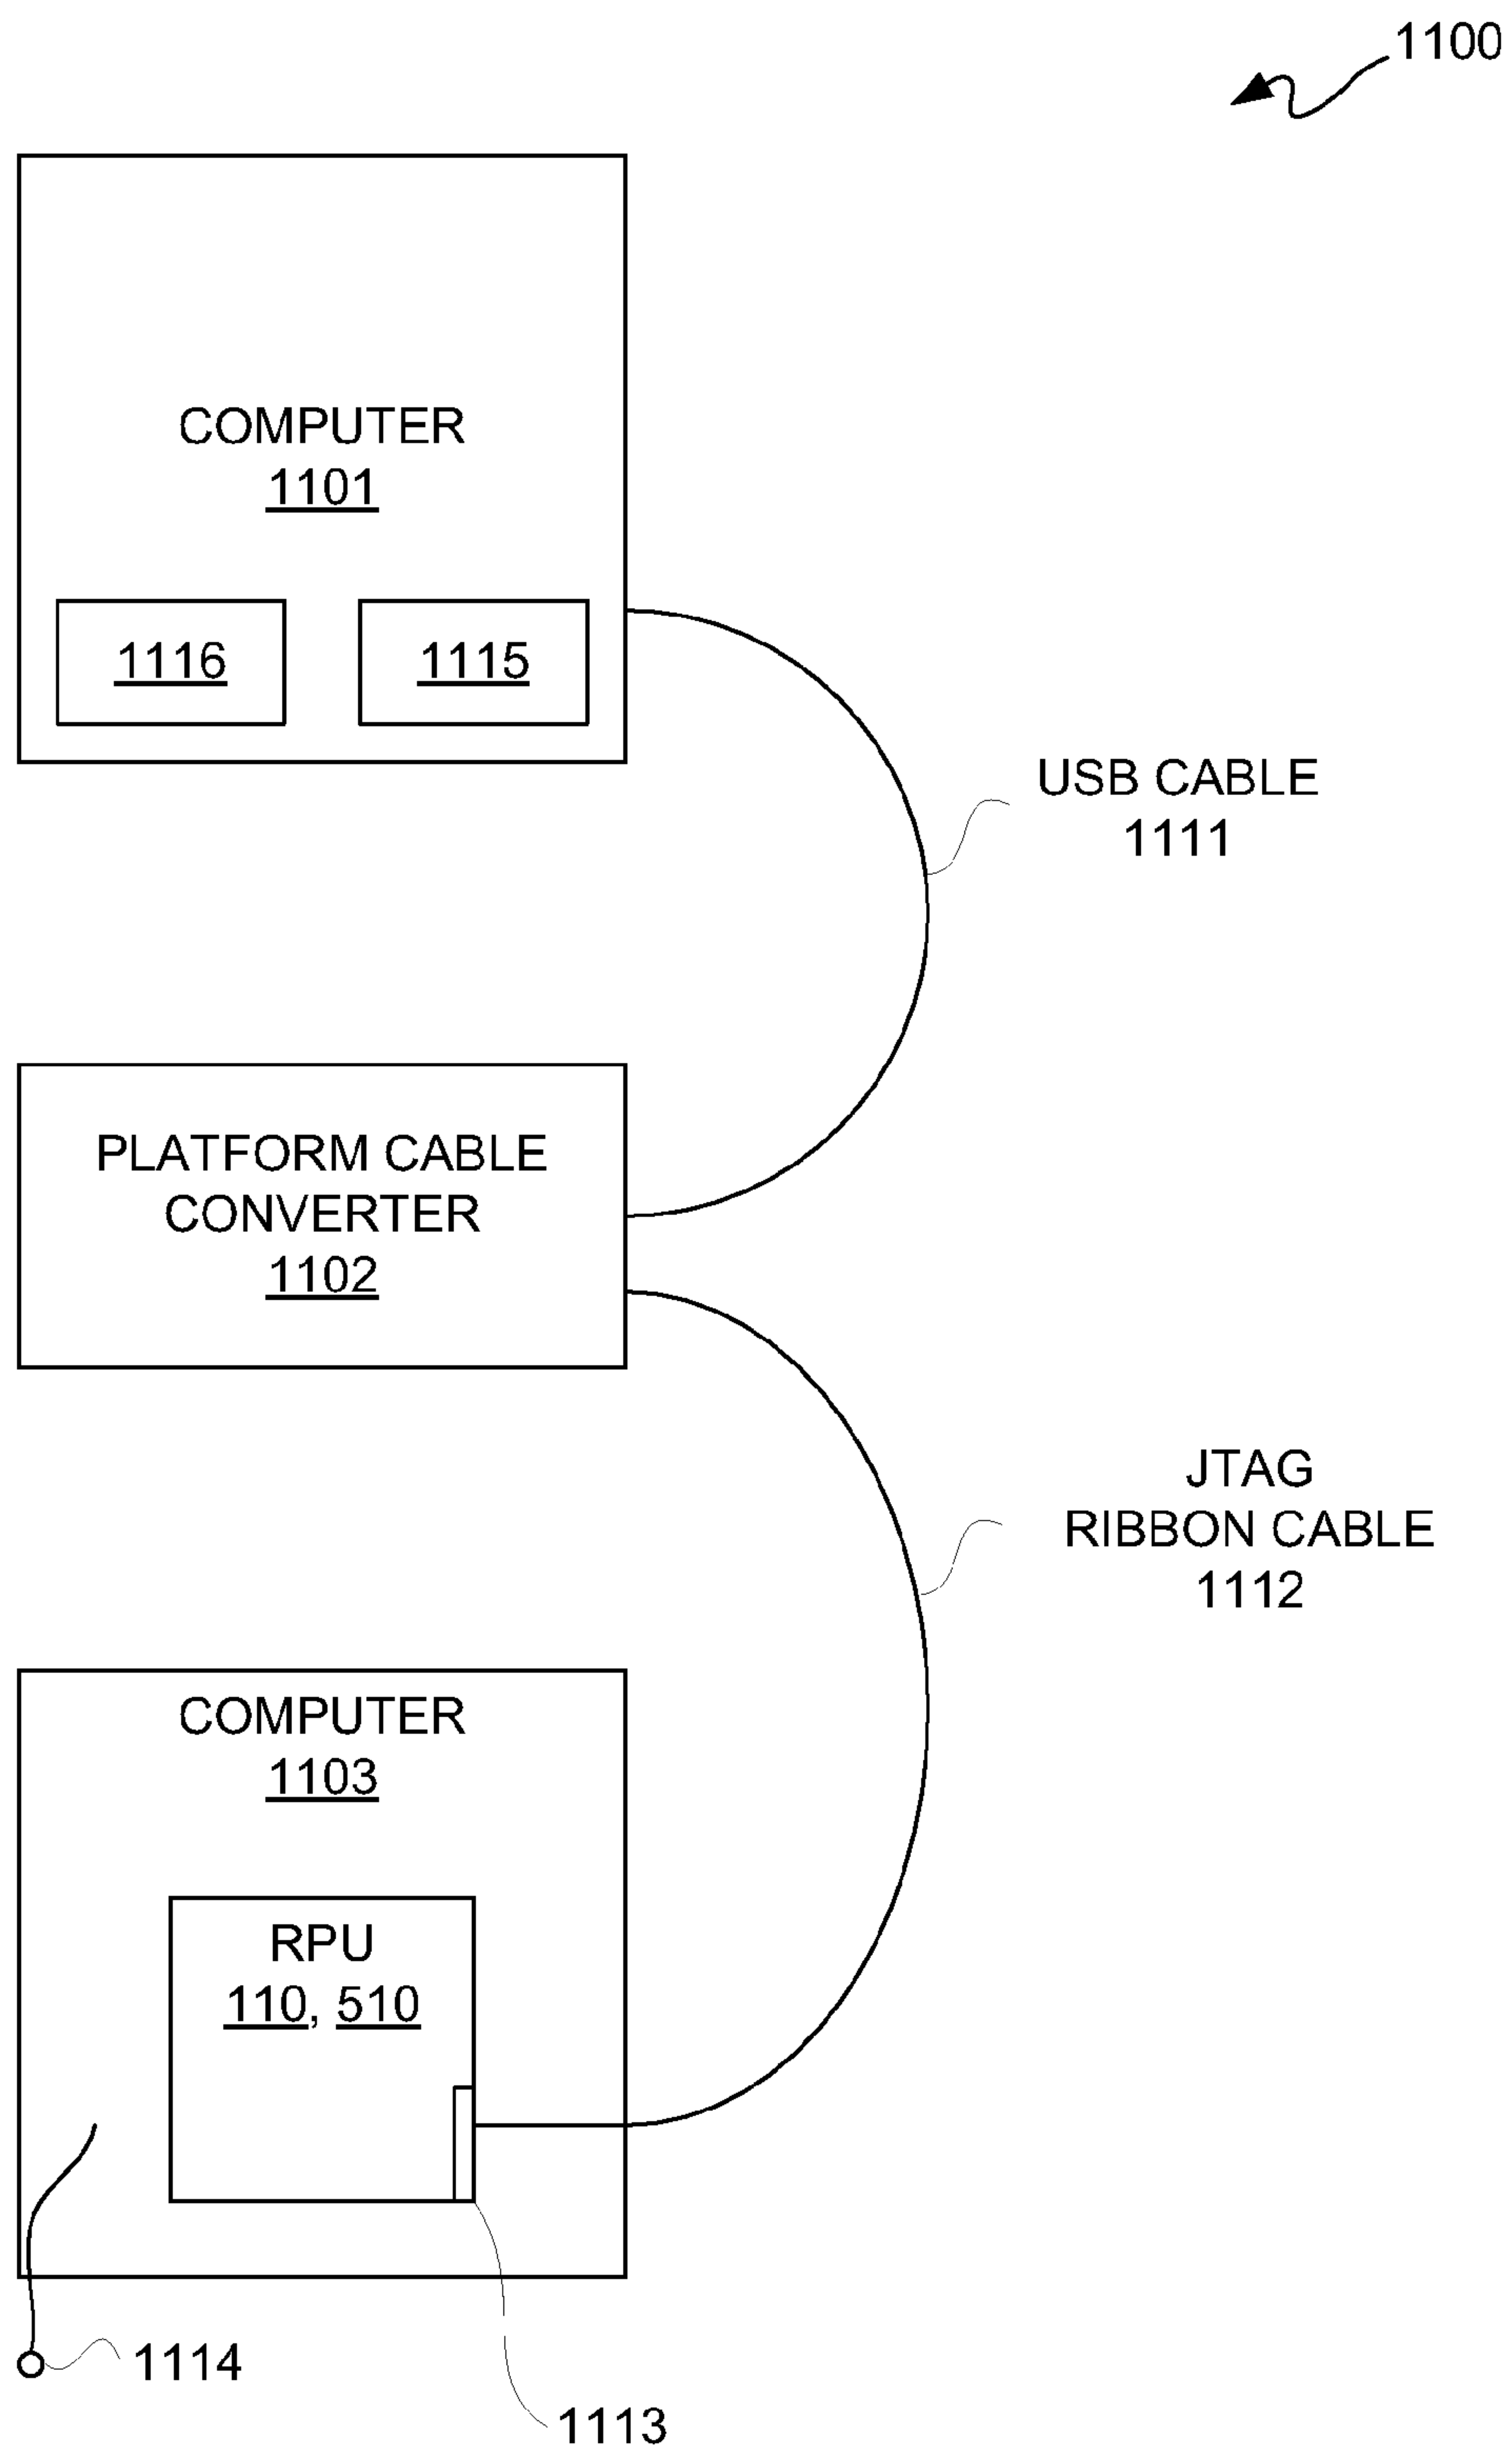 1100
COMPUTER
1101
1116
1115
USB CABLE
1111
PLATFORM CABLE
CONVERTER
1102
JTAG
RIBBON CABLE
1112
COMPUTER
1103
RPU
110, 510
1114
1113